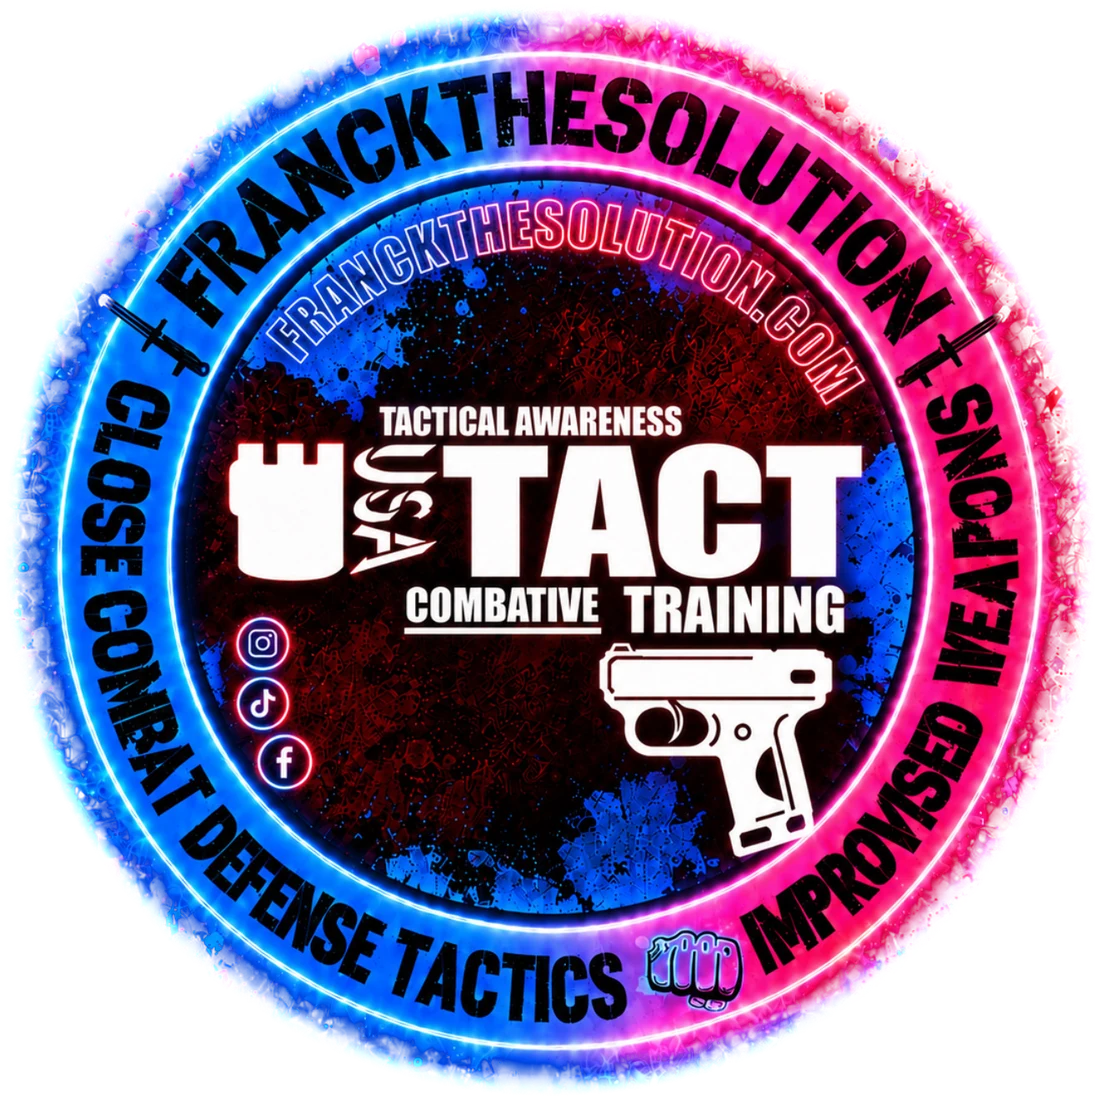 FRANCKTHESOLUTION
FRANCKTHESOLUTION.COM
TACTICAL AWARENESS
USA
TACT
COMBATIVE TRAINING
CLOSE COMBAT DEFENSE TACTICS
IMPROVISED WEAPONS